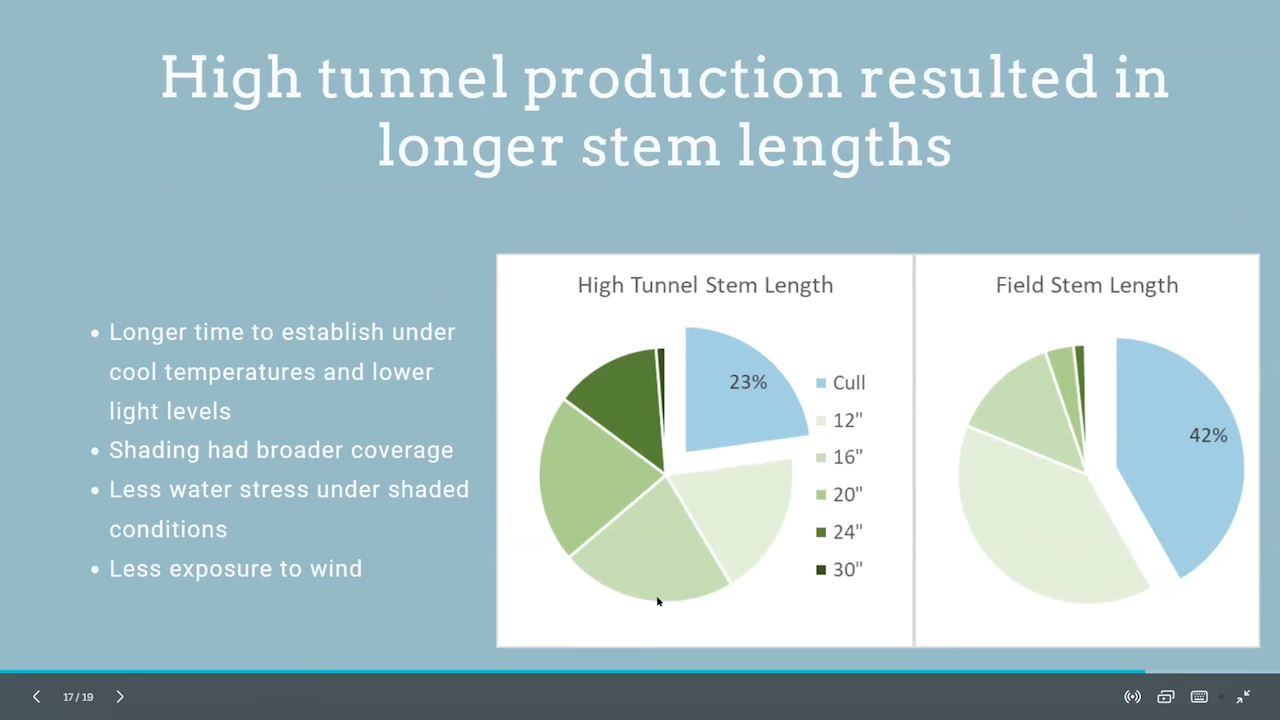 High tunnel production resulted in
longer stem lengths
• Longer time to establish under
cool temperatures and lower
light levels
• Shading had broader coverage
• Less water stress under shaded
conditions
• Less exposure to wind
High Tunnel Stem Length
23%
Cull
12"
16"
20"
24"
30"
Field Stem Length
42%
17 / 19